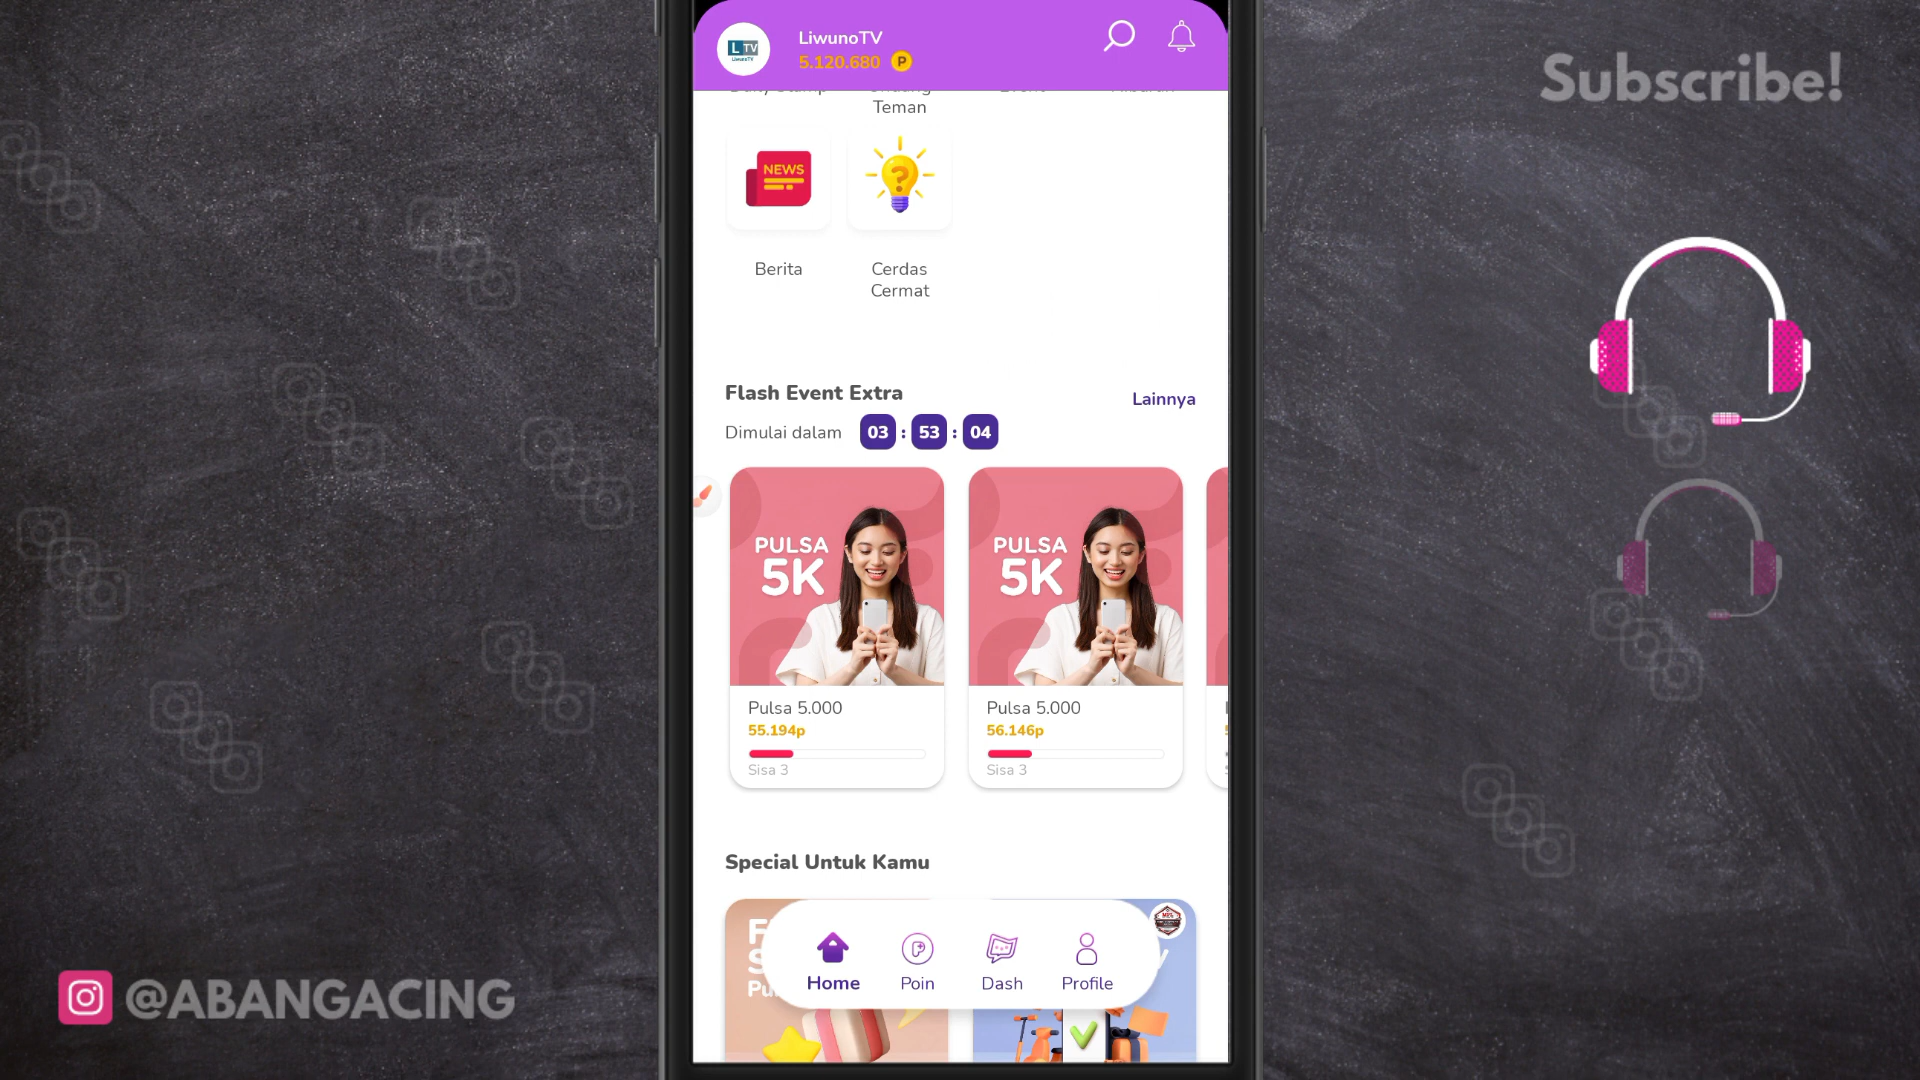 LiwunoTV
5.120.680 P
L TV
LiwunoTV
Subscribe!
Teman
NEWS
Berita
Cerdas
Cermat
Flash Event Extra
Lainnya
Dimulai dalam 03 : 53 : 04
PULSA
5K
PULSA
5K
Pulsa 5.000
55.194p
Sisa 3
Pulsa 5.000
56.146p
Sisa 3
Special Untuk Kamu
Home
Poin
Dash
Profile
@ABANGACING